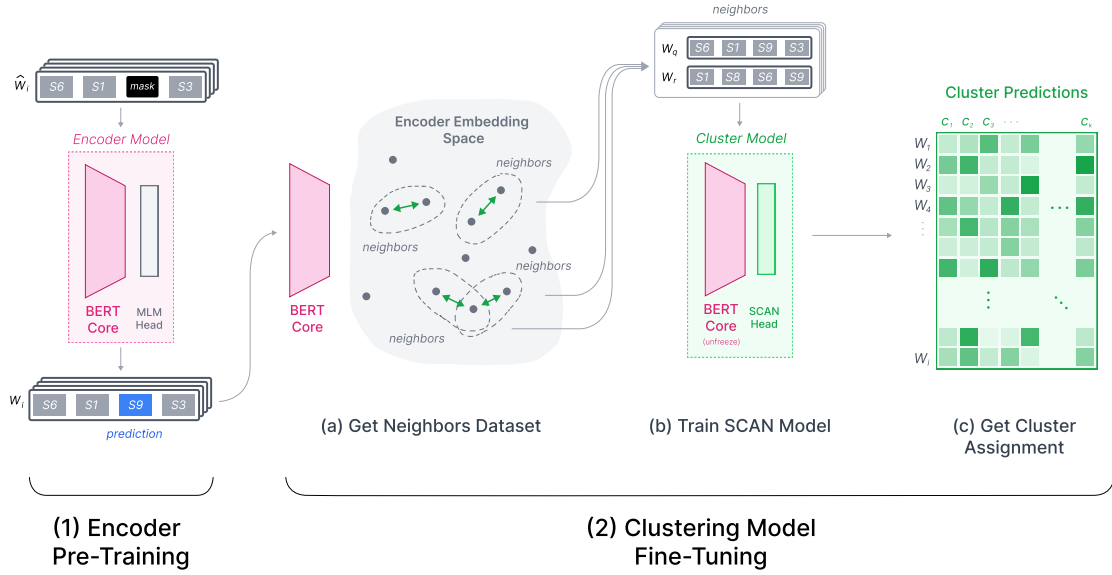 Ŵi
S6 S1 mask S3
Encoder Model
BERT
Core
MLM
Head
Wi
S6 S1 S9 S3
prediction
(1) Encoder
Pre-Training
BERT
Core
Encoder Embedding
Space
neighbors
neighbors
neighbors
neighbors
(a) Get Neighbors Dataset
neighbors
Wq S6 S1 S9 S3
Wr S1 S8 S6 S9
Cluster Model
BERT
Core
(unfreeze)
SCAN
Head
(b) Train SCAN Model
Cluster Predictions
C1 C2 C3 ... Ck
W1
W2
W3
W4
Wi
(c) Get Cluster
Assignment
(2) Clustering Model
Fine-Tuning